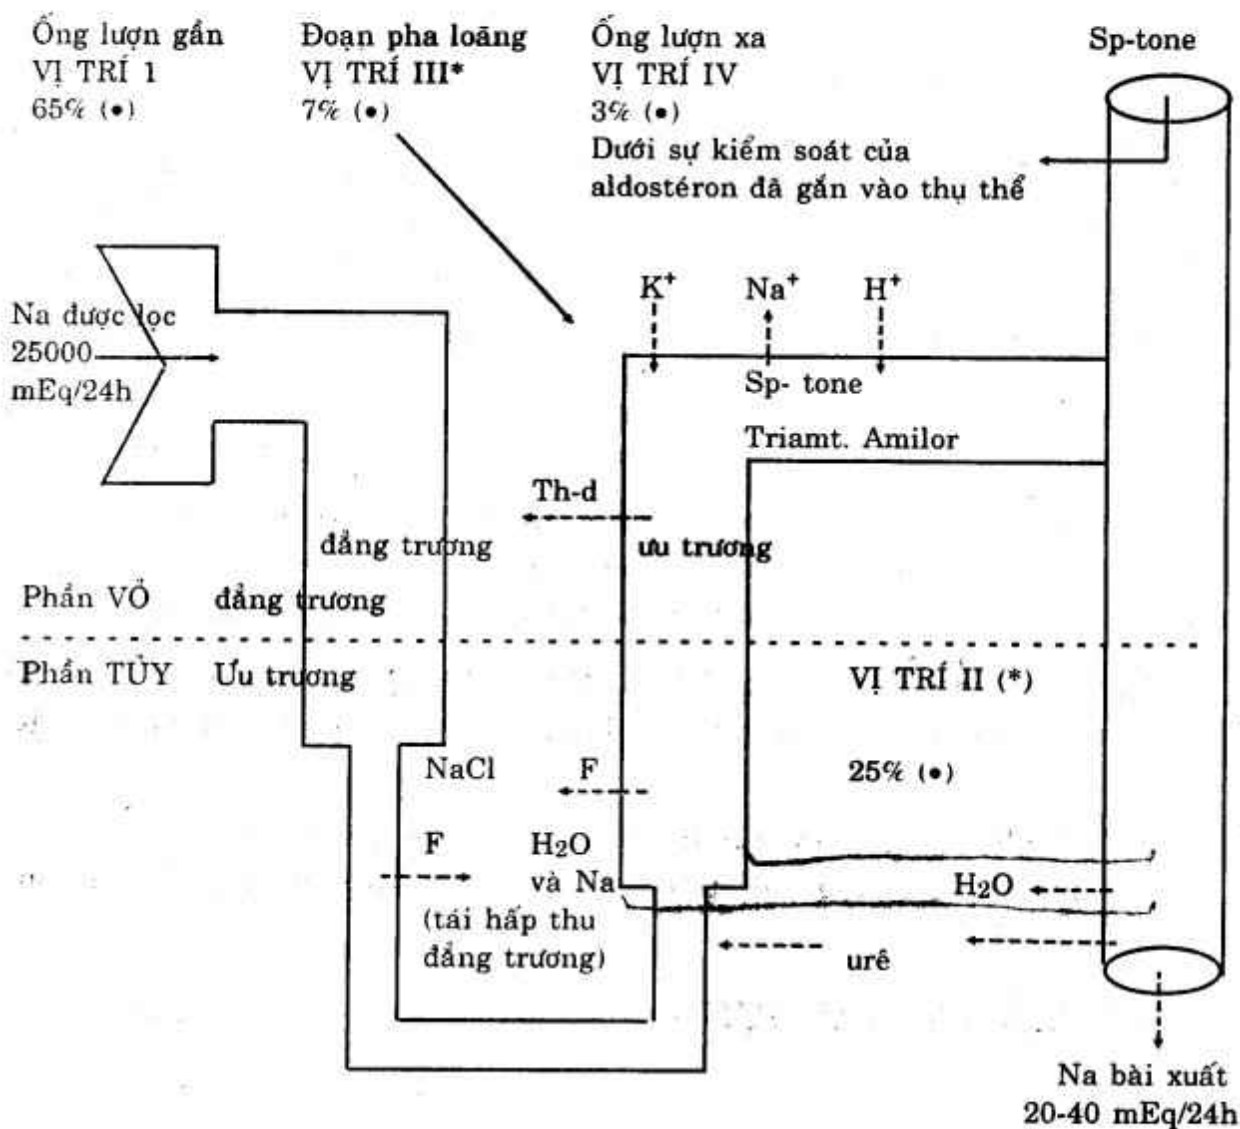 Ống lượn gần
VỊ TRÍ 1
65% (•)
Đoạn pha loãng
VỊ TRÍ III*
7% (•)
Ống lượn xa
VỊ TRÍ IV
3% (•)
Dưới sự kiểm soát của
aldostéron đã gắn vào thụ thể
Sp-tone
Na được lọc
25000
mEq/24h
K⁺
Na⁺
H⁺
Sp- tone
Triamt. Amilor
Th-d
đẳng trương
ưu trương
Phần VỎ
đẳng trương
Phần TỦY
Ưu trương
VỊ TRÍ II (*)
25% (•)
NaCl
F
F
H₂O
và Na
(tái hấp thu
đẳng trương)
H₂O
urê
Na bài xuất
20-40 mEq/24h